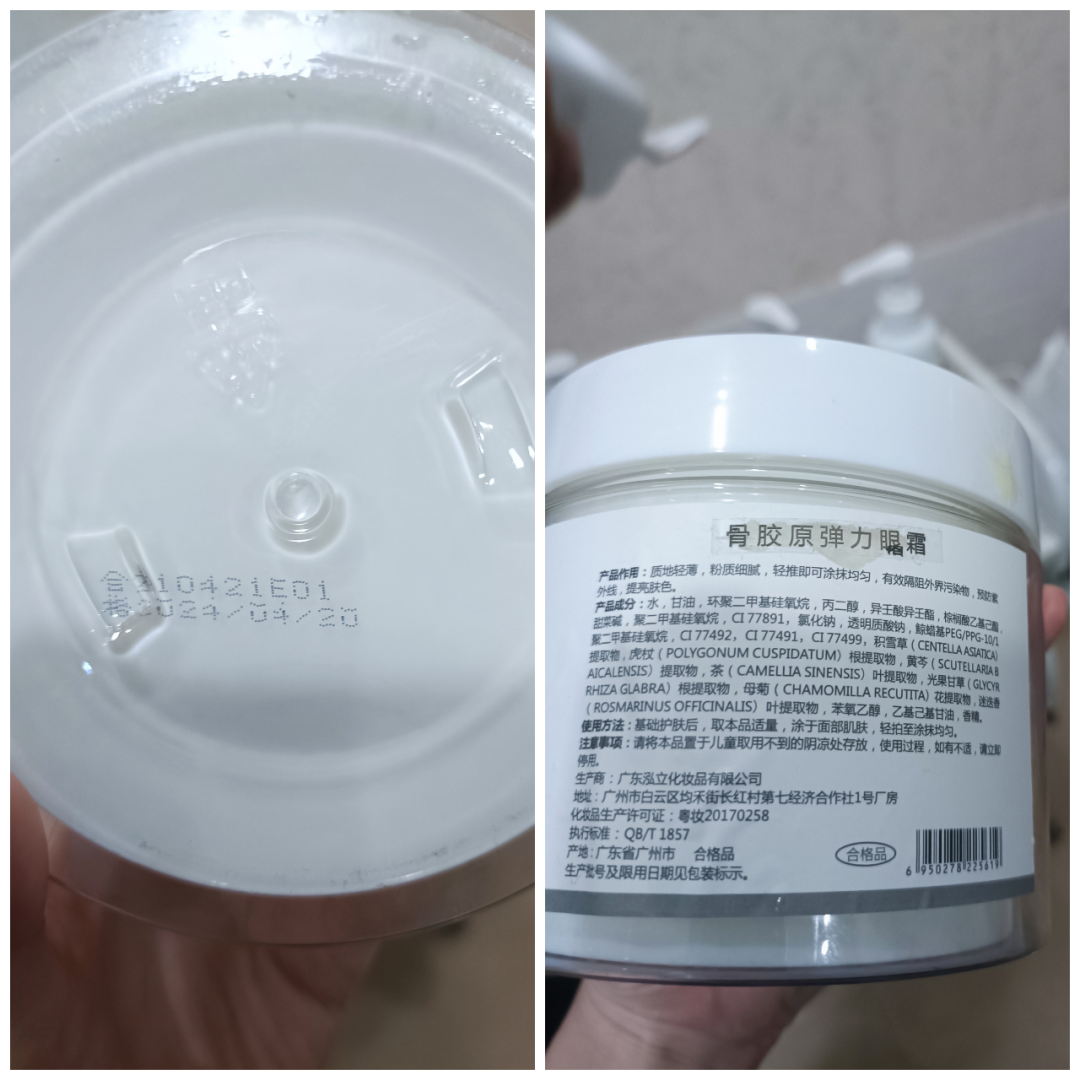 合210421E01
2024/04/20
骨胶原弹力眼霜
产品作用：质地轻薄，粉质细腻，轻推即可涂抹均匀，有效隔阻外界污染物，预防紫
外线，提亮肤色。
产品成分：水，甘油，环聚二甲基硅氧烷，丙二醇，异壬酸异壬酯，棕榈酸乙基己酯，
甜菜碱，聚二甲基硅氧烷，CI 77891，氯化钠，透明质酸钠，鲸蜡基PEG/PPG-10/1
聚二甲基硅氧烷，CI 77492，CI 77491，CI 77499，积雪草（CENTELLA ASIATICA）
提取物，虎杖（POLYGONUM CUSPIDATUM）根提取物，黄芩（SCUTELLARIA B
AICALENSIS）提取物，茶（CAMELLIA SINENSIS）叶提取物，光果甘草（GLYCYR
RHIZA GLABRA）根提取物，母菊（CHAMOMILLA RECUTITA）花提取物，迷迭香
（ROSMARINUS OFFICINALIS）叶提取物，苯氧乙醇，乙基己基甘油，香精。
使用方法：基础护肤后，取本品适量，涂于面部肌肤，轻拍至涂抹均匀。
注意事项：请将本品置于儿童取用不到的阴凉处存放，使用过程，如有不适，请立即
停用。
生产商：广东泓立化妆品有限公司
地址：广州市白云区均禾街长红村第七经济合作社1号厂房
化妆品生产许可证：粤妆20170258
执行标准：QB/T 1857
产地：广东省广州市 合格品
合格品
生产批号及限用日期见包装标示。
6 950278 225619